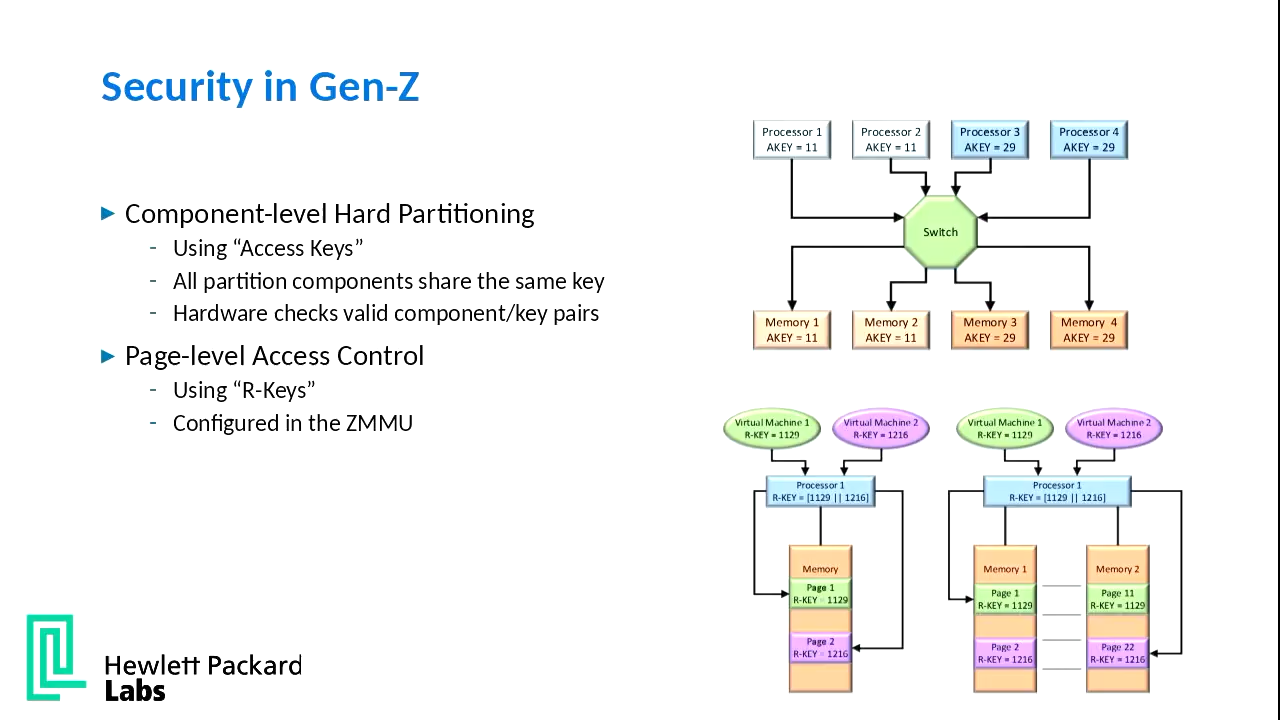 Security in Gen-Z
► Component-level Hard Partitioning
- Using “Access Keys”
- All partition components share the same key
- Hardware checks valid component/key pairs
► Page-level Access Control
- Using “R-Keys”
- Configured in the ZMMU
Processor 1
AKEY = 11
Processor 2
AKEY = 11
Processor 3
AKEY = 29
Processor 4
AKEY = 29
Switch
Memory 1
AKEY = 11
Memory 2
AKEY = 11
Memory 3
AKEY = 29
Memory 4
AKEY = 29
Virtual Machine 1
R-KEY = 1129
Virtual Machine 2
R-KEY = 1216
Processor 1
R-KEY = [1129 || 1216]
Memory
Page 1
R-KEY = 1129
Page 2
R-KEY = 1216
Virtual Machine 1
R-KEY = 1129
Virtual Machine 2
R-KEY = 1216
Processor 1
R-KEY = [1129 || 1216]
Memory 1
Page 1
R-KEY = 1129
Page 2
R-KEY = 1216
Memory 2
Page 11
R-KEY = 1129
Page 22
R-KEY = 1216
Hewlett Packard
Labs